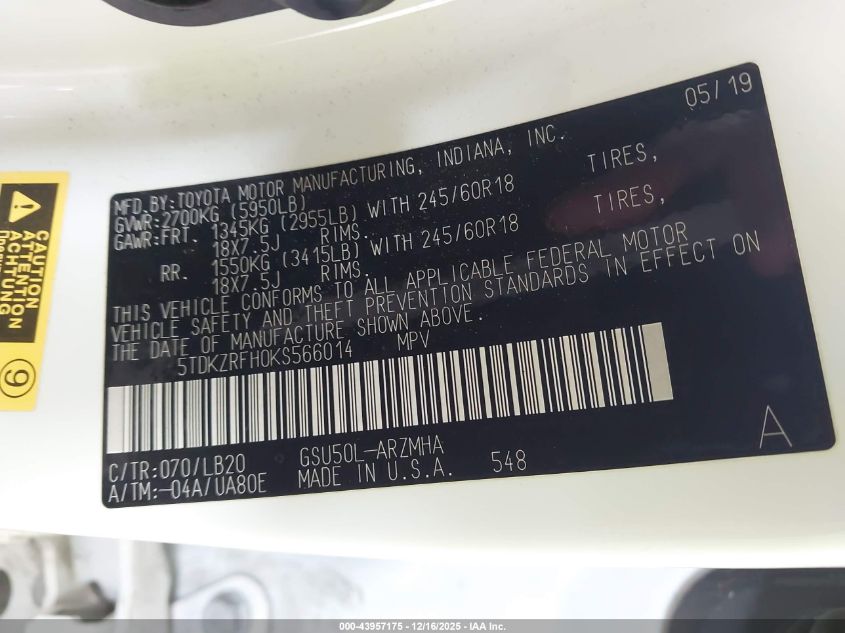 05/19
MFD.BY:TOYOTA MOTOR MANUFACTURING, INDIANA, INC.
GVWR:2700KG (5950LB)
GAWR:FRT. 1345KG (2955LB) WITH 245/60R18 TIRES,
18X7.5J RIMS.
RR. 1550KG (3415LB) WITH 245/60R18 TIRES,
18X7.5J RIMS.
THIS VEHICLE CONFORMS TO ALL APPLICABLE FEDERAL MOTOR
VEHICLE SAFETY AND THEFT PREVENTION STANDARDS IN EFFECT ON
THE DATE OF MANUFACTURE SHOWN ABOVE.
5TDKZRFH0KS566014 MPV
C/TR:070/LB20 GSU50L-ARZMHA
A/TM:-04A/UA80E MADE IN U.S.A. 548
A
CAUTION
ATTENTION
ACHTUNG
9
000-43957175 - 12/16/2025 - IAA Inc.